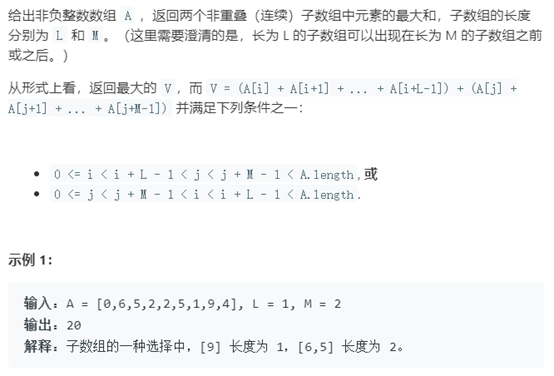 给出非负整数数组 A ，返回两个非重叠（连续）子数组中元素的最大和，子数组的长度
分别为 L 和 M。（这里需要澄清的是，长为 L 的子数组可以出现在长为 M 的子数组之前
或之后。）
从形式上看，返回最大的 V，而 V = (A[i] + A[i+1] + ... + A[i+L-1]) + (A[j] +
A[j+1] + ... + A[j+M-1]) 并满足下列条件之一：
• 0 <= i < i + L - 1 < j < j + M - 1 < A.length, 或
• 0 <= j < j + M - 1 < i < i + L - 1 < A.length.
示例 1：
输入：A = [0,6,5,2,2,5,1,9,4], L = 1, M = 2
输出：20
解释：子数组的一种选择中，[9] 长度为 1，[6,5] 长度为 2。